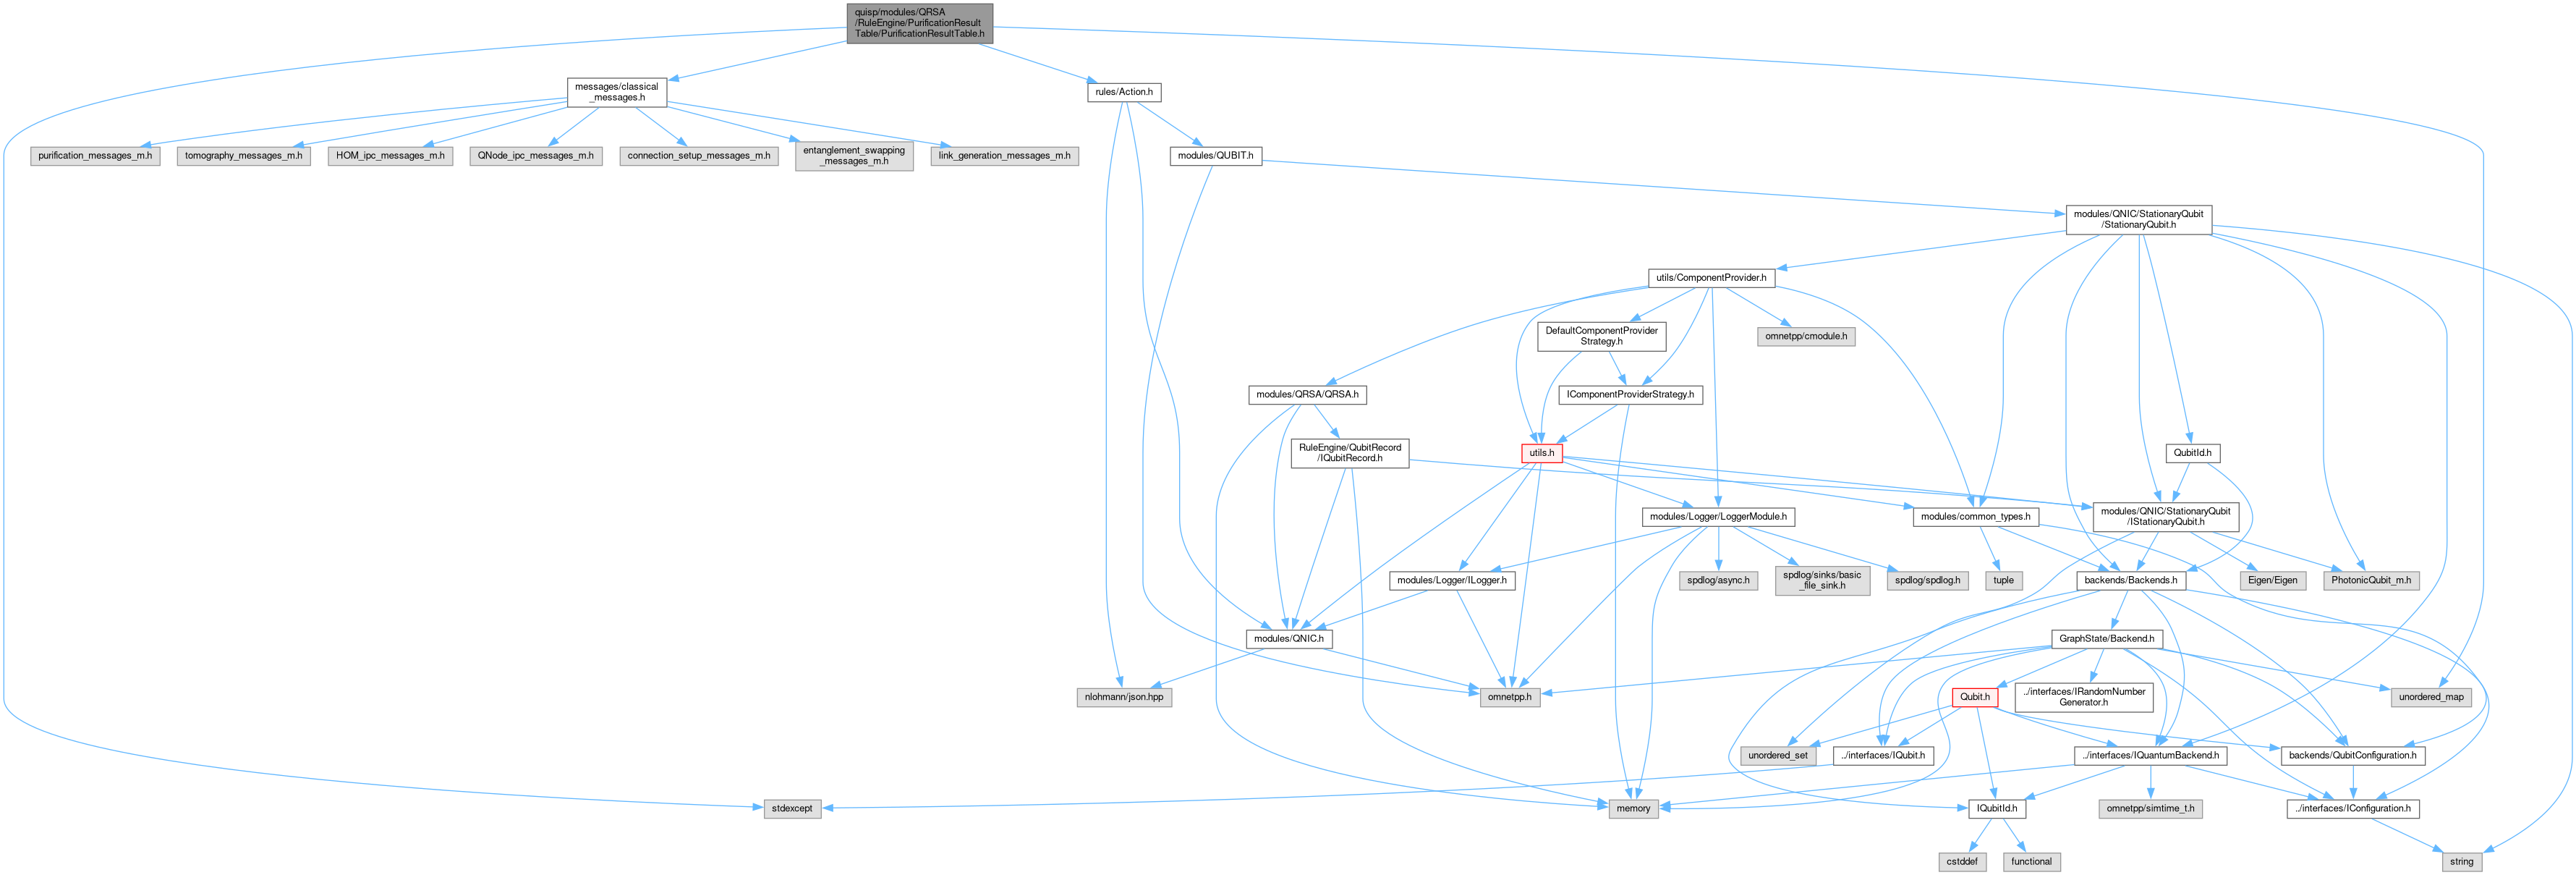 quisp/modules/QRSA
/RuleEngine/PurificationResult
Table/PurificationResultTable.h
messages/classical
_messages.h
rules/Action.h
purification_messages_m.h
tomography_messages_m.h
HOM_ipc_messages_m.h
QNode_ipc_messages_m.h
connection_setup_messages_m.h
entanglement_swapping
_messages_m.h
link_generation_messages_m.h
modules/QUBIT.h
modules/QNIC/StationaryQubit
/StationaryQubit.h
utils/ComponentProvider.h
DefaultComponentProvider
Strategy.h
omnetpp/cmodule.h
modules/QRSA/QRSA.h
IComponentProviderStrategy.h
RuleEngine/QubitRecord
/IQubitRecord.h
utils.h
QubitId.h
modules/Logger/LoggerModule.h
modules/common_types.h
modules/QNIC/StationaryQubit
/IStationaryQubit.h
modules/Logger/ILogger.h
spdlog/async.h
spdlog/sinks/basic
_file_sink.h
spdlog/spdlog.h
tuple
backends/Backends.h
Eigen/Eigen
PhotonicQubit_m.h
modules/QNIC.h
GraphState/Backend.h
nlohmann/json.hpp
omnetpp.h
Qubit.h
../interfaces/IRandomNumber
Generator.h
unordered_map
unordered_set
../interfaces/IQubit.h
../interfaces/IQuantumBackend.h
backends/QubitConfiguration.h
stdexcept
memory
IQubitId.h
omnetpp/simtime_t.h
../interfaces/IConfiguration.h
cstddef
functional
string